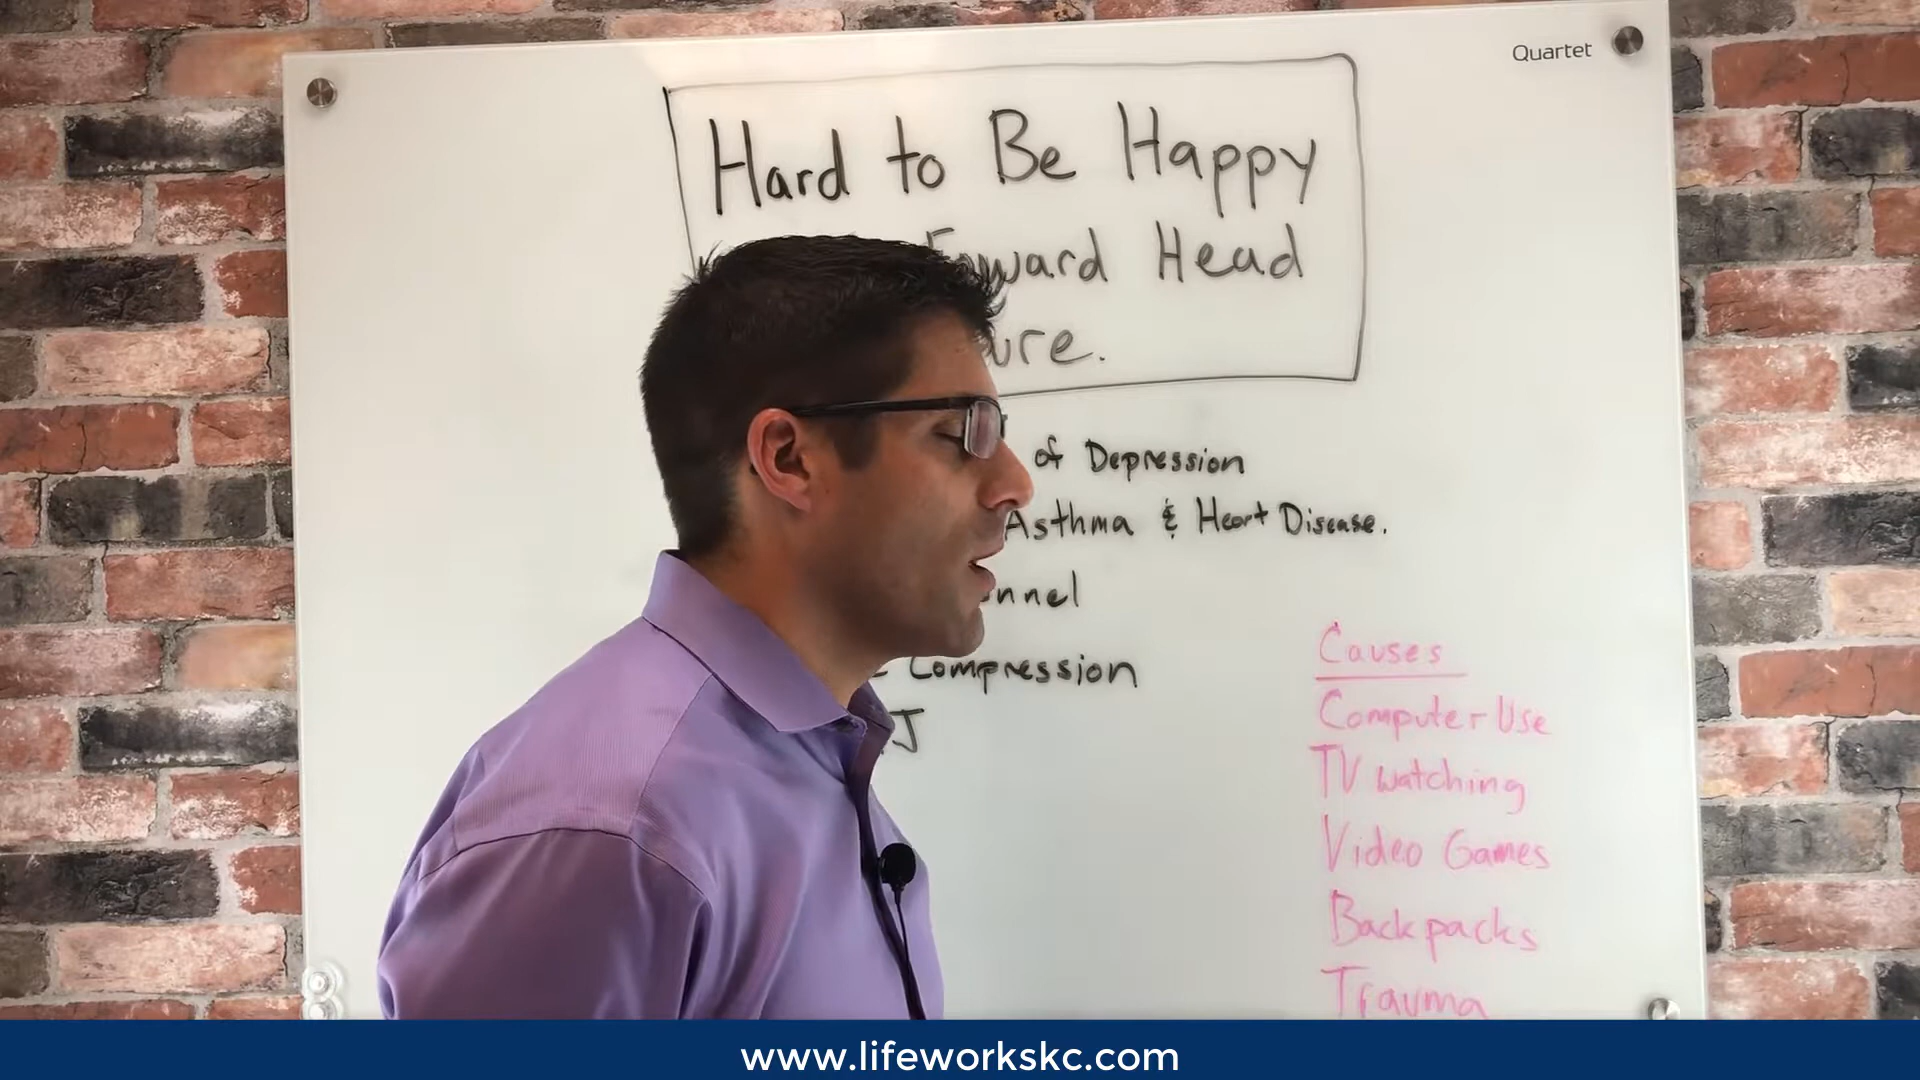 Quartet
Hard to Be Happy
Foward Head
ure.
of Depression
Asthma & Heart Disease.
nnel
Compression
J
Causes
Computer Use
TV watching
Video Games
Backpacks
Trauma
www.lifeworkskc.com